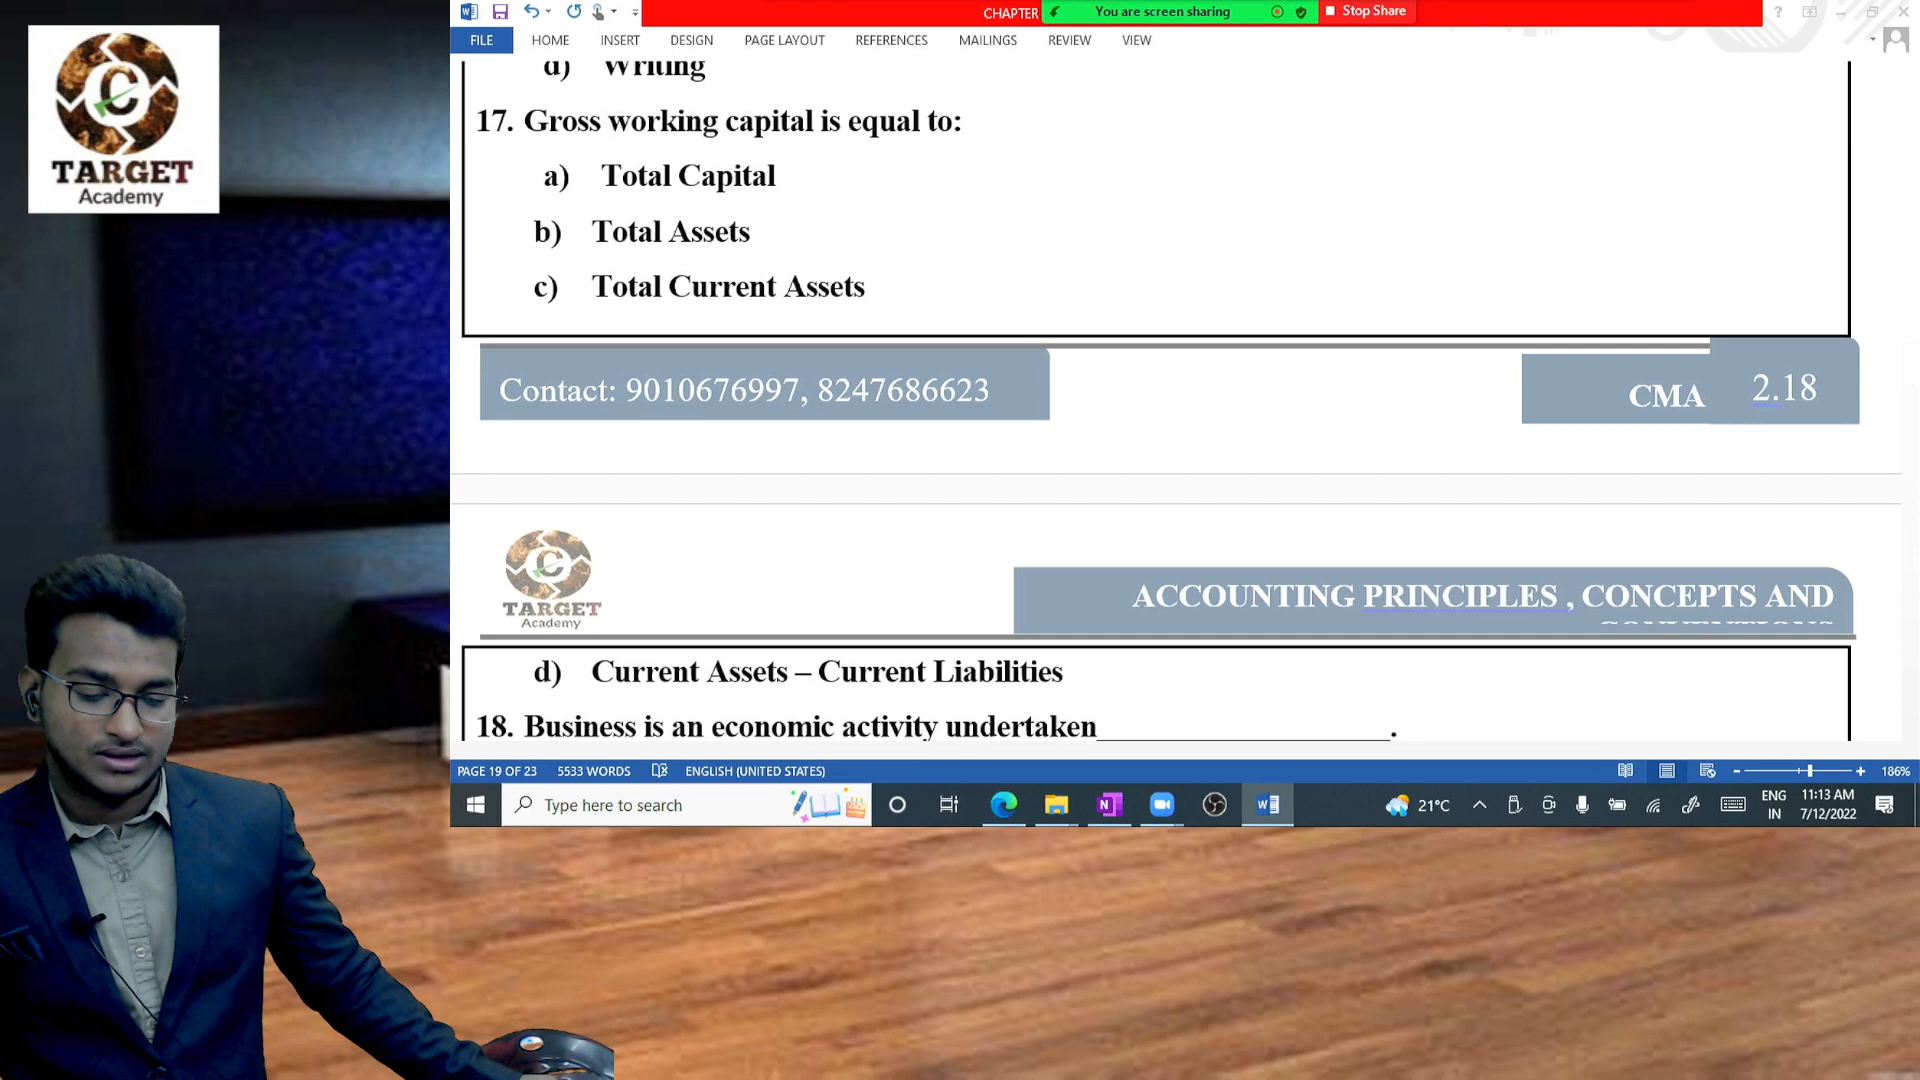 C
TARGET
Academy
CHAPTER
You are screen sharing
Stop Share
?
FILE
HOME
INSERT
DESIGN
PAGE LAYOUT
REFERENCES
MAILINGS
REVIEW
VIEW
d) Writing
17. Gross working capital is equal to:
a) Total Capital
b) Total Assets
c) Total Current Assets
Contact: 9010676997, 8247686623
CMA
2.18
C
TARGET
Academy
ACCOUNTING PRINCIPLES , CONCEPTS AND
d) Current Assets – Current Liabilities
18. Business is an economic activity undertaken____________________.
PAGE 19 OF 23
5533 WORDS
ENGLISH (UNITED STATES)
186%
Type here to search
21°C
ENG
IN
11:13 AM
7/12/2022